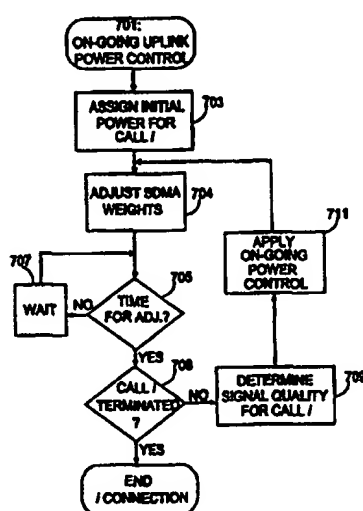 701:
ON-GOING UPLINK
POWER CONTROL
ASSIGN INITIAL
POWER FOR
CALL i
703
ADJUST SDMA
WEIGHTS
704
711
APPLY
ON-GOING
POWER
CONTROL
707
WAIT
NO
TIME
FOR ADJ.?
705
YES
CALL i
TERMINATED
?
708
NO
DETERMINE
SIGNAL QUALITY
FOR CALL i
709
YES
END
i CONNECTION